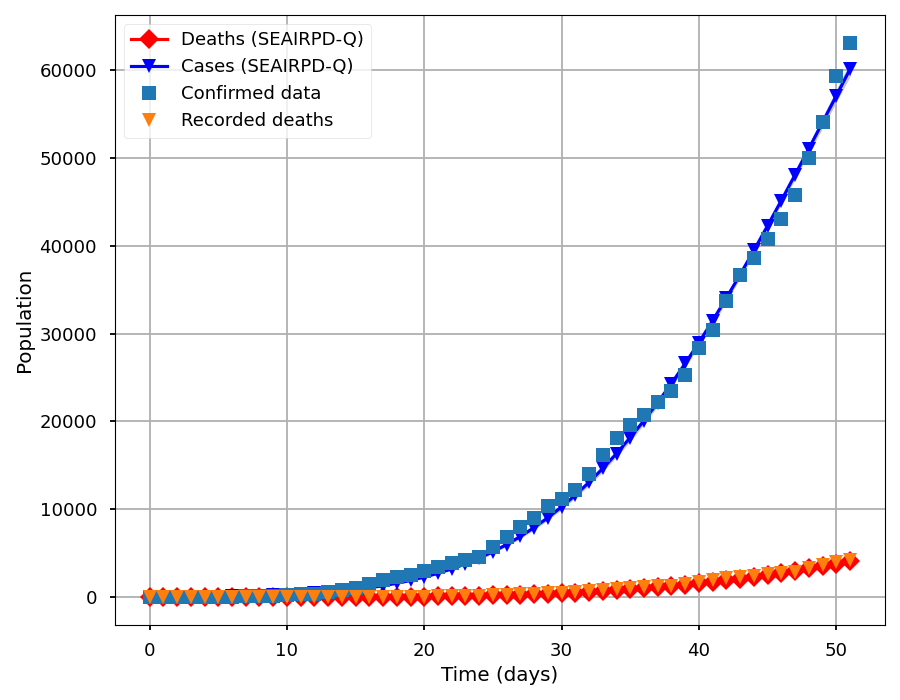 Deaths (SEAIRPD-Q)
Cases (SEAIRPD-Q)
Confirmed data
Recorded deaths
Population
60000
50000
40000
30000
20000
10000
0
0 10 20 30 40 50
Time (days)